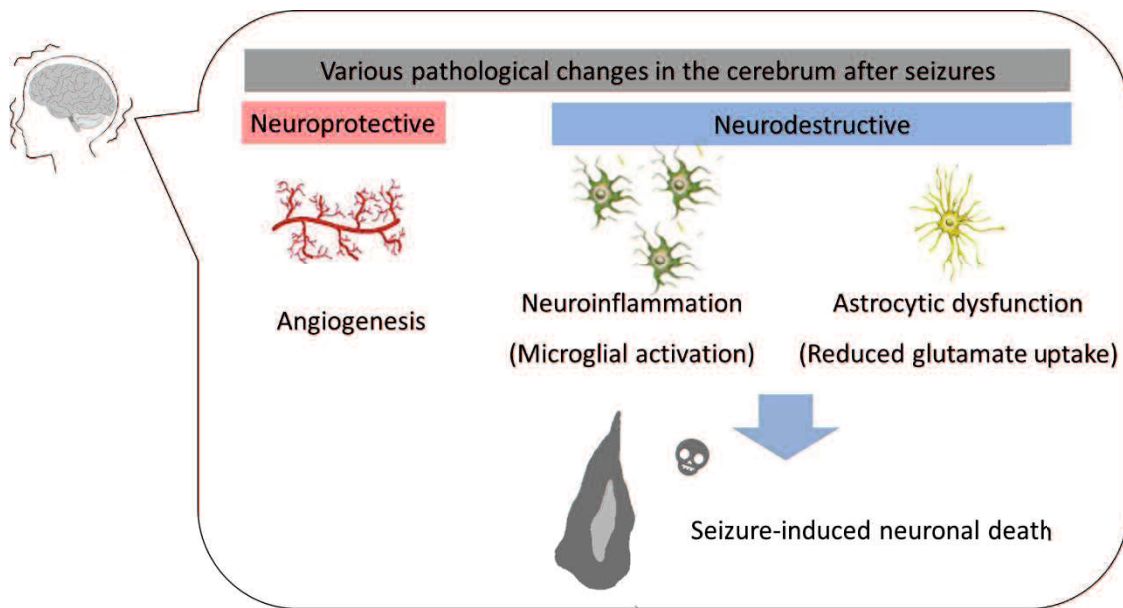 Various pathological changes in the cerebrum after seizures
Neuroprotective
Neurodestructive
Angiogenesis
Neuroinflammation
(Microglial activation)
Astrocytic dysfunction
(Reduced glutamate uptake)
Seizure-induced neuronal death